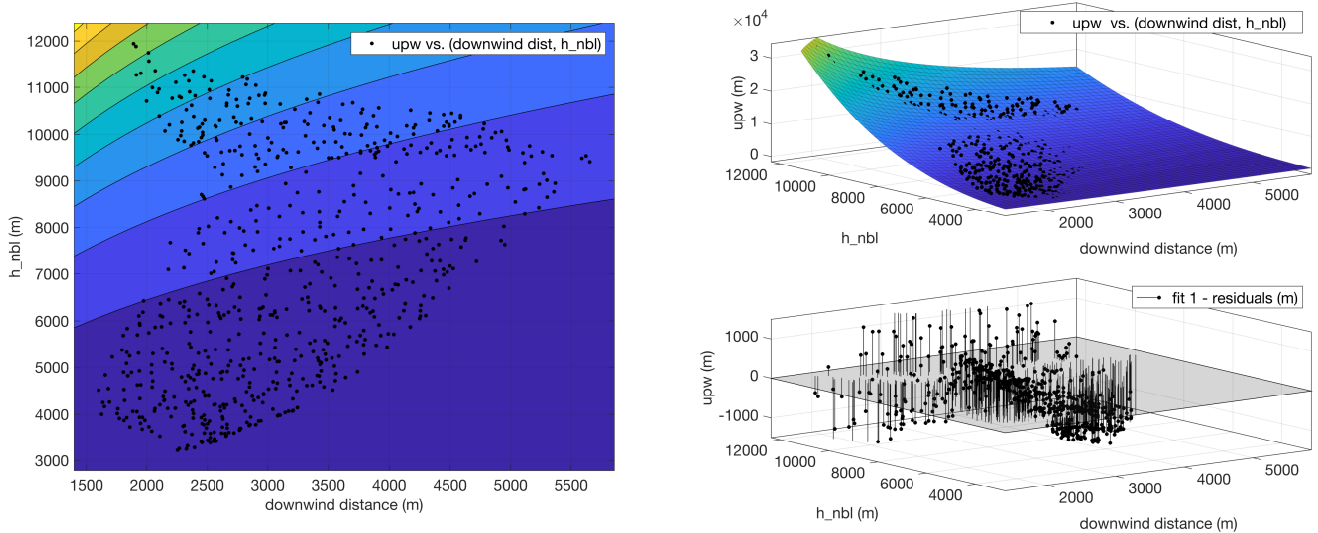 12000
11000
10000
9000
8000
7000
6000
5000
4000
3000
h_nbl (m)
upw vs. (downwind dist, h_nbl)
1500 2000 2500 3000 3500 4000 4500 5000 5500
downwind distance (m)
×10⁴
upw vs. (downwind dist, h_nbl)
3
2
1
0
upw (m)
12000 10000 8000 6000 4000
h_nbl
2000 3000 4000 5000
downwind distance (m)
fit 1 - residuals (m)
1000
0
-1000
upw (m)
12000 10000 8000 6000 4000
h_nbl (m)
2000 3000 4000 5000
downwind distance (m)